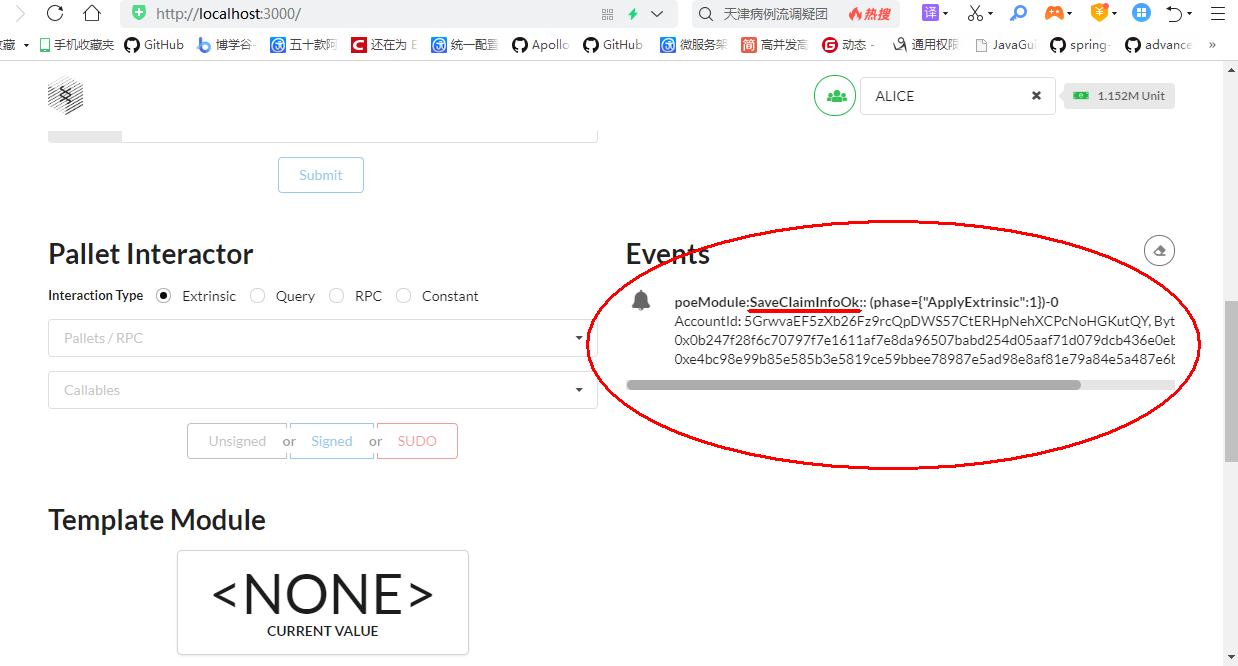 http://localhost:3000/
天津病例流调疑团
热搜
译
藏
手机收藏夹
GitHub
博学谷
五十款阿
还在为 E
统一配置
Apollo
GitHub
微服务架
简
高并发高
动态 -
通用权限
JavaGui
spring-
advance
»
ALICE
1.152M Unit
Submit
Pallet Interactor
Interaction Type
Extrinsic
Query
RPC
Constant
Pallets / RPC
Callables
Unsigned
or
Signed
or
SUDO
Events
poeModule:SaveClaimInfoOk:: (phase={"ApplyExtrinsic":1})-0
AccountId: 5GrwvaEF5zXb26Fz9rcQpDWS57CtERHpNehXCPcNoHGKutQY, Byt
0x0b247f28f6c70797f7e1611af7e8da96507babd254d05aaf71d079dcb436e0eb
0xe4bc98e99b85e585b3e5819ce59bbee78987e5ad98e8af81e79a84e5a487e6b
Template Module
<NONE>
CURRENT VALUE